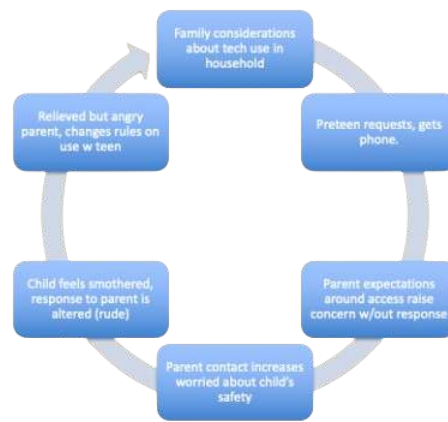 Family considerations
about tech use in
household
Preteen requests, gets
phone.
Parent expectations
around access raise
concern w/out response
Parent contact increases
worried about child's
safety
Child feels smothered,
response to parent is
altered (rude)
Relieved but angry
parent, changes rules on
use w teen